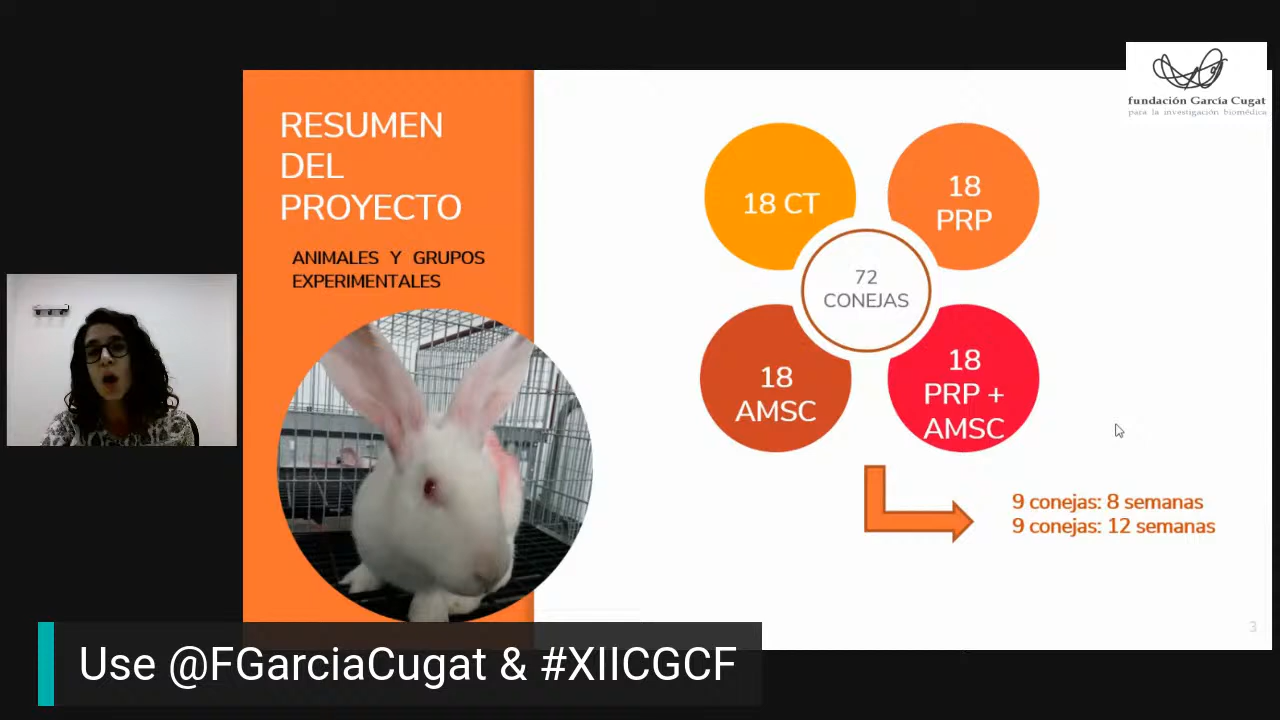 fundación García Cugat
para la investigación biomédica
RESUMEN
DEL
PROYECTO
ANIMALES Y GRUPOS
EXPERIMENTALES
18 CT
18
PRP
72
CONEJAS
18
AMSC
18
PRP +
AMSC
9 conejas: 8 semanas
9 conejas: 12 semanas
3
Use @FGarciaCugat & #XIICGCF